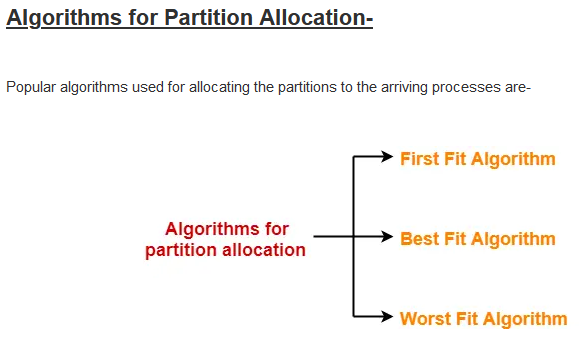 Algorithms for Partition Allocation-
Popular algorithms used for allocating the partitions to the arriving processes are-
First Fit Algorithm
Algorithms for
partition allocation
Best Fit Algorithm
Worst Fit Algorithm